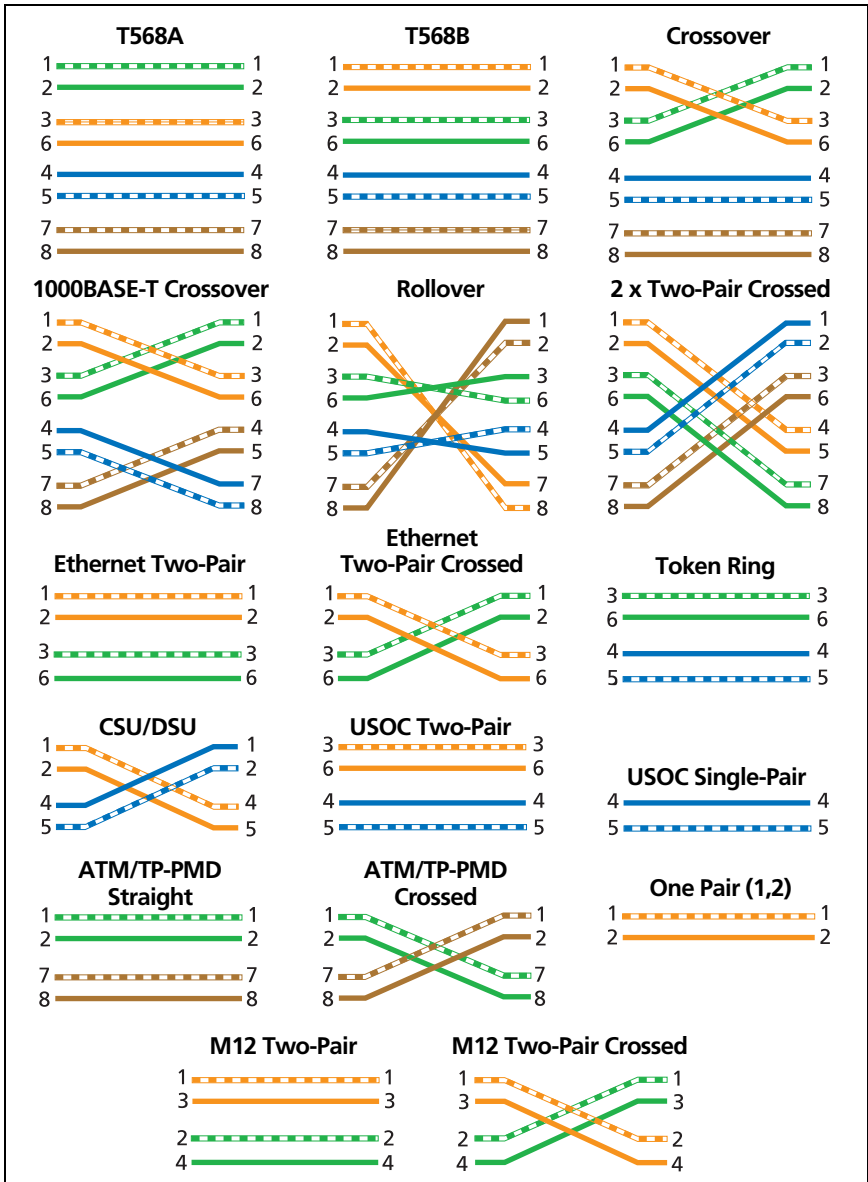 T568A T568B Crossover
1 1 1 1 1 1
2 2 2 2 2 2
3 3 3 3 3 3
6 6 6 6 6 6
4 4 4 4 4 4
5 5 5 5 5 5
7 7 7 7 7 7
8 8 8 8 8 8
1000BASE-T Crossover Rollover 2 x Two-Pair Crossed
1 1 1 1 1 1
2 2 2 2 2 2
3 3 3 3 3 3
6 6 6 6 6 6
4 4 4 4 4 4
5 5 5 5 5 5
7 7 7 7 7 7
8 8 8 8 8 8
Ethernet Two-Pair Ethernet Two-Pair Crossed Token Ring
1 1 1 1 3 3
2 2 2 2 6 6
3 3 3 3 4 4
6 6 6 6 5 5
CSU/DSU USOC Two-Pair USOC Single-Pair
1 1 3 3
2 2 6 6
4 4 4 4 4 4
5 5 5 5 5 5
ATM/TP-PMD Straight ATM/TP-PMD Crossed One Pair (1,2)
1 1 1 1 1 1
2 2 2 2 2 2
7 7 7 7
8 8 8 8
M12 Two-Pair M12 Two-Pair Crossed
1 1 1 1
3 3 3 3
2 2 2 2
4 4 4 4